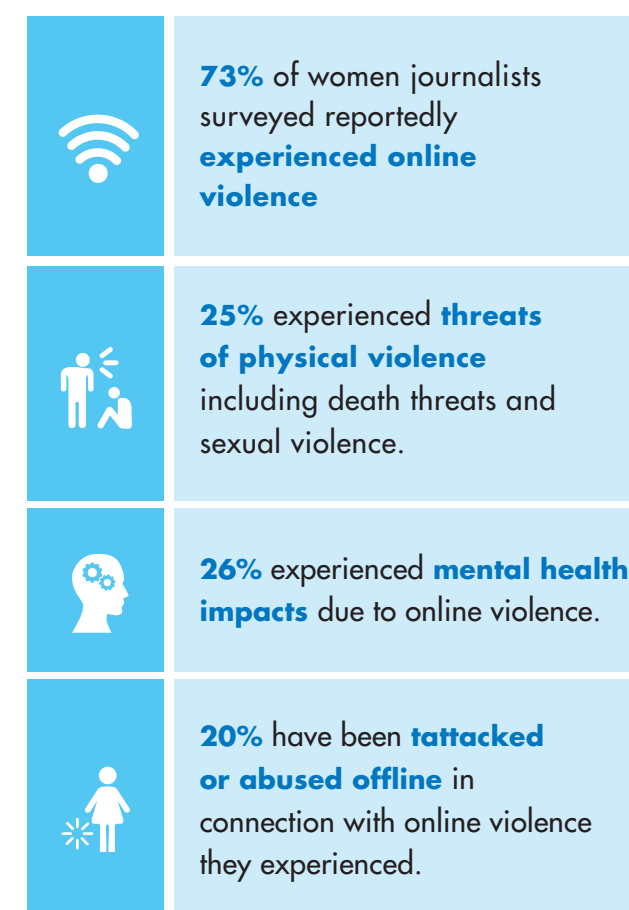 73% of women journalists
surveyed reportedly
experienced online
violence
25% experienced threats
of physical violence
including death threats and
sexual violence.
26% experienced mental health
impacts due to online violence.
20% have been tattacked
or abused offline in
connection with online violence
they experienced.